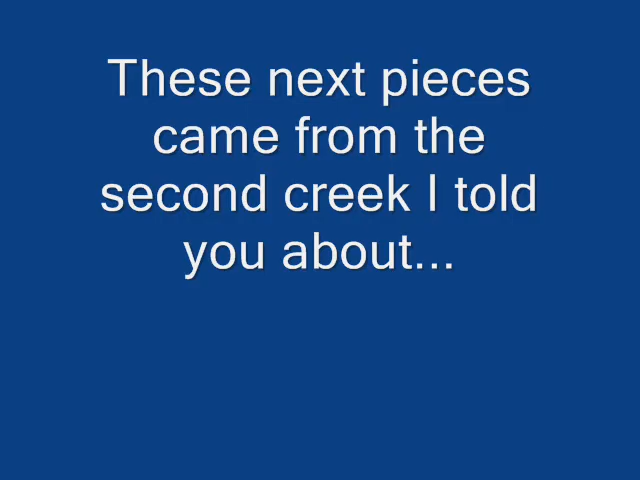 These next pieces
came from the
second creek I told
you about...